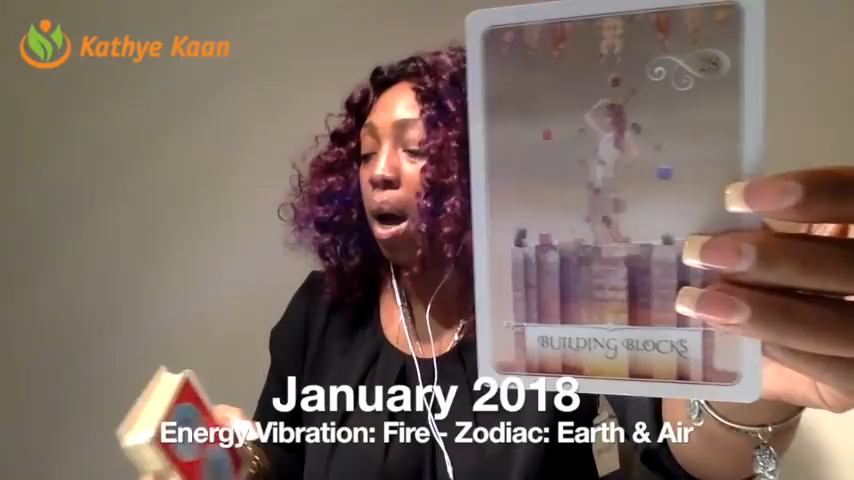 Kathye Kaan
28
BUILDING BLOCKS
January 2018
Energy Vibration: Fire - Zodiac: Earth & Air